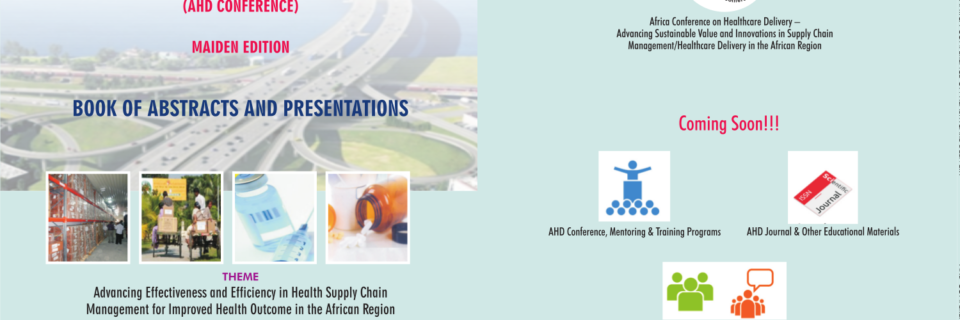 (AHD CONFERENCE)
MAIDEN EDITION
BOOK OF ABSTRACTS AND PRESENTATIONS
THEME
Advancing Effectiveness and Efficiency in Health Supply Chain
Management for Improved Health Outcome in the African Region
Africa Conference on Healthcare Delivery –
Advancing Sustainable Value and Innovations in Supply Chain
Management/Healthcare Delivery in the African Region
Coming Soon!!!
ISSN
Journal
AHD Conference, Mentoring & Training Programs
AHD Journal & Other Educational Materials